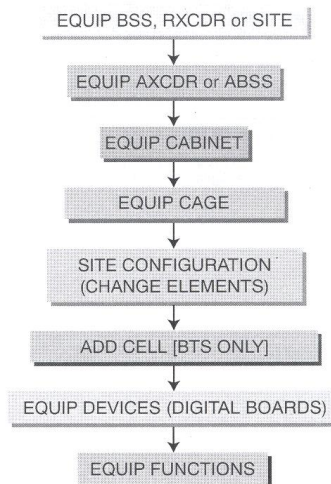 EQUIP BSS, RXCDR or SITE
EQUIP AXCDR or ABSS
EQUIP CABINET
EQUIP CAGE
SITE CONFIGURATION
(CHANGE ELEMENTS)
ADD CELL [BTS ONLY]
EQUIP DEVICES (DIGITAL BOARDS)
EQUIP FUNCTIONS